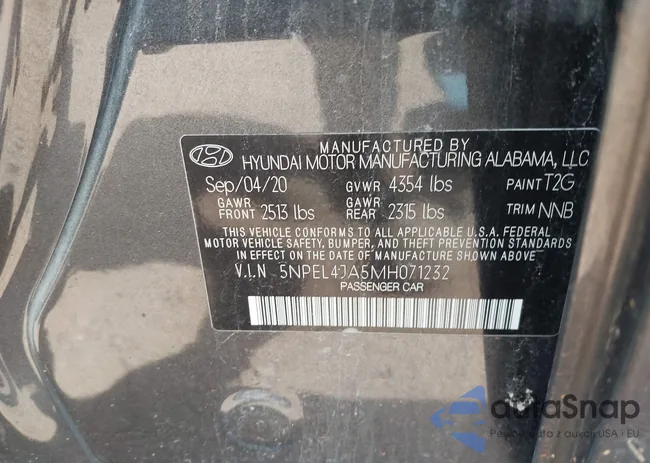 MANUFACTURED BY
HYUNDAI MOTOR MANUFACTURING ALABAMA, LLC
Sep/04/20 GVWR 4354 lbs PAINT T2G
GAWR FRONT 2513 lbs GAWR REAR 2315 lbs TRIM NNB
THIS VEHICLE CONFORMS TO ALL APPLICABLE U.S.A. FEDERAL
MOTOR VEHICLE SAFETY, BUMPER, AND THEFT PREVENTION STANDARDS
IN EFFECT ON THE DATE OF MANUFACTURE SHOWN ABOVE.
V.I.N 5NPEL4JA5MH071232
PASSENGER CAR
autoSnap